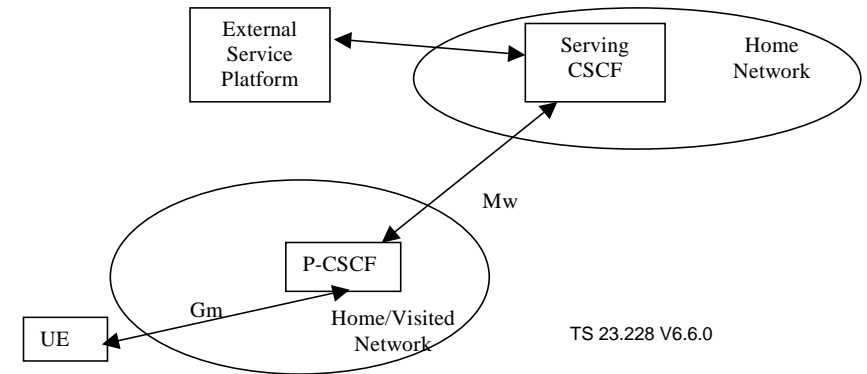 External
Service
Platform
Serving
CSCF
Home
Network
Mw
P-CSCF
Gm
Home/Visited
Network
UE
TS 23.228 V6.6.0